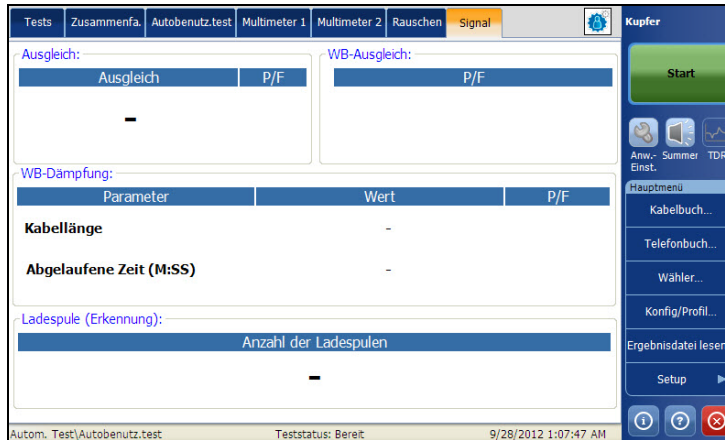 Tests Zusammenfa. Autobenutz.test Multimeter 1 Multimeter 2 Rauschen Signal
Kupfer
Ausgleich:
Ausgleich P/F
-
WB-Ausgleich:
P/F
WB-Dämpfung:
Parameter Wert P/F
Kabellänge -
Abgelaufene Zeit (M:SS) -
Ladespule (Erkennung):
Anzahl der Ladespulen
-
Autom. Test\Autobenutz.test Teststatus: Bereit 9/28/2012 1:07:47 AM
Start
Anw.-Einst. Summer TDR
Hauptmenü
Kabelbuch...
Telefonbuch...
Wähler...
Konfig/Profil...
Ergebnisdatei lesen
Setup